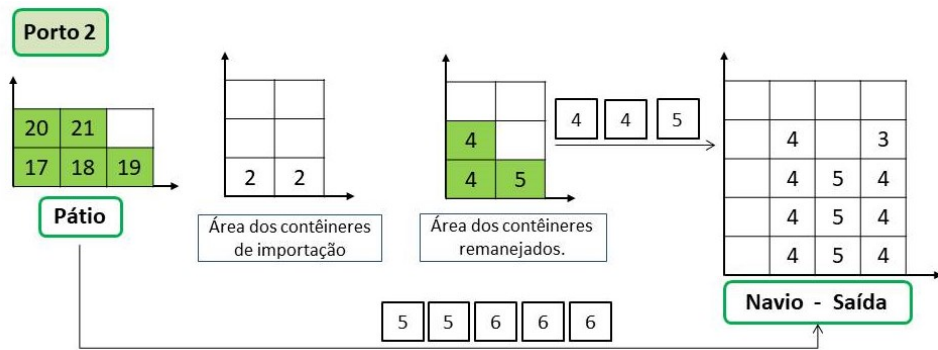 Porto 2
20 21
17 18 19
Pátio
2 2
Área dos contêineres
de importação
4
4 5
Área dos contêineres
remanejados.
4 4 5
4 3
4 5 4
4 5 4
4 5 4
Navio - Saída
5 5 6 6 6